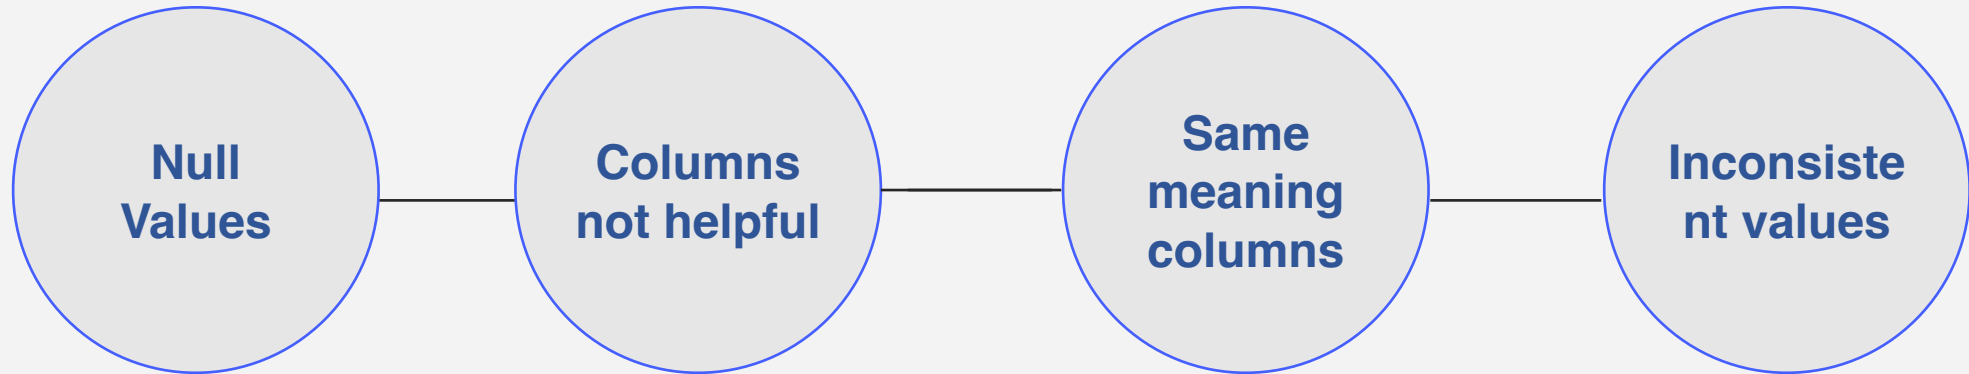 Null
Values
Columns
not helpful
Same
meaning
columns
Inconsiste
nt values